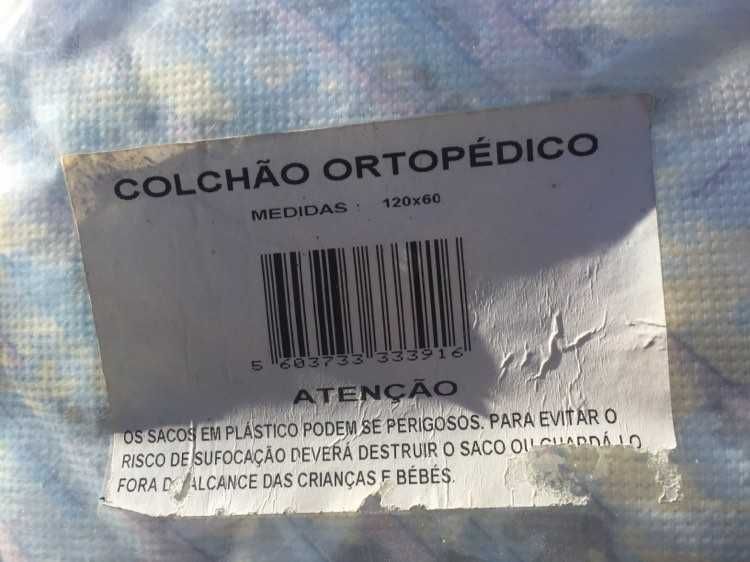 COLCHÃO ORTOPÉDICO
MEDIDAS : 120x60
5 603733 333916
ATENÇÃO
OS SACOS EM PLÁSTICO PODEM SE PERIGOSOS. PARA EVITAR O
RISCO DE SUFOCAÇÃO DEVERÁ DESTRUIR O SACO OU GUARDÁ-LO
FORA ALCANCE DAS CRIANÇAS E BÉBÉS.